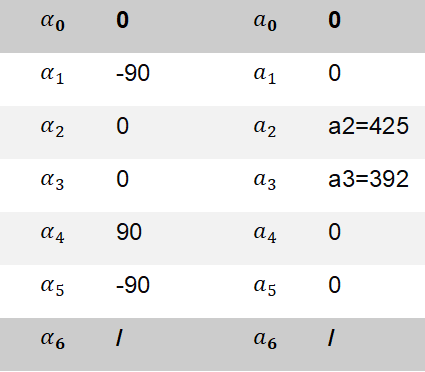 α₀ 0 a₀ 0
α₁ -90 a₁ 0
α₂ 0 a₂ a2=425
α₃ 0 a₃ a3=392
α₄ 90 a₄ 0
α₅ -90 a₅ 0
α₆ / a₆ /